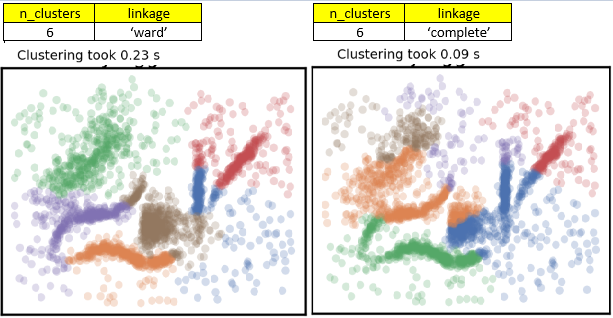 n_clusters linkage
6 ‘ward’
Clustering took 0.23 s
n_clusters linkage
6 ‘complete’
Clustering took 0.09 s